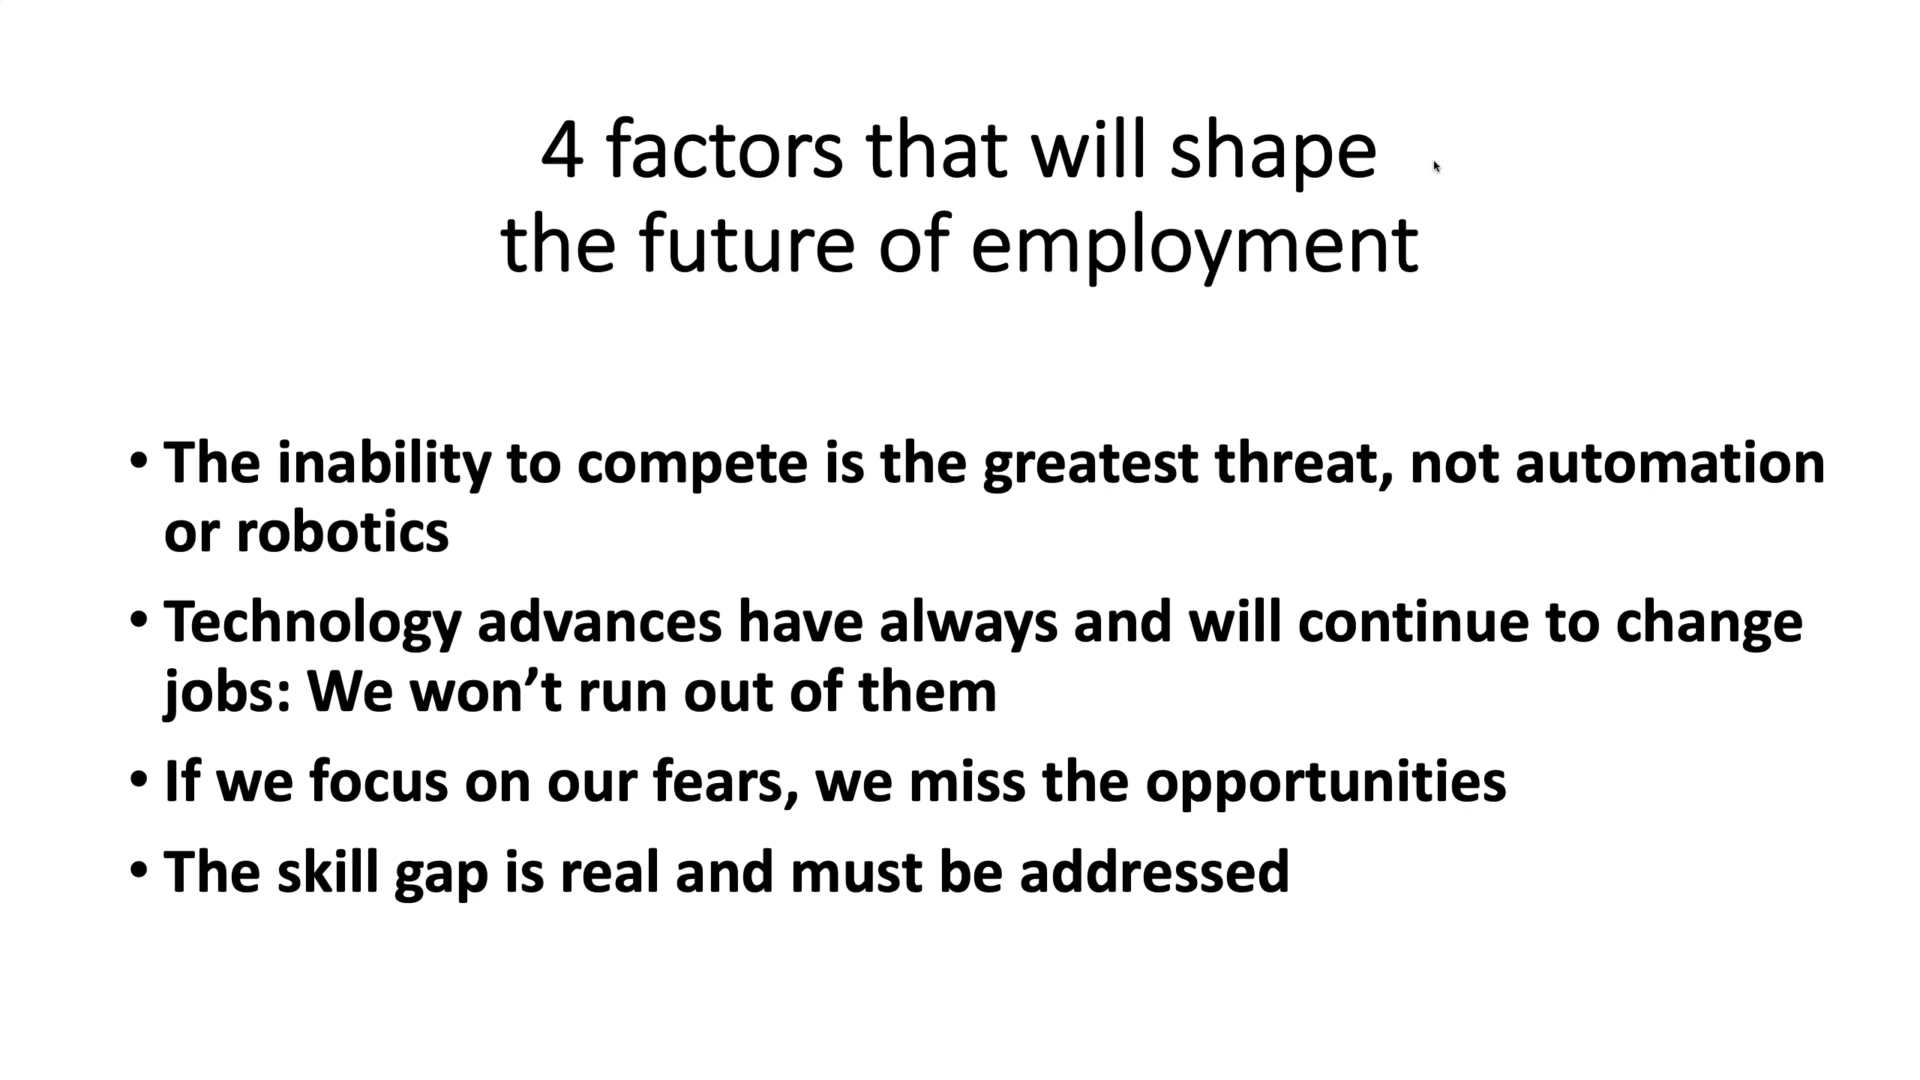 4 factors that will shape
the future of employment
• The inability to compete is the greatest threat, not automation
or robotics
• Technology advances have always and will continue to change
jobs: We won’t run out of them
• If we focus on our fears, we miss the opportunities
• The skill gap is real and must be addressed